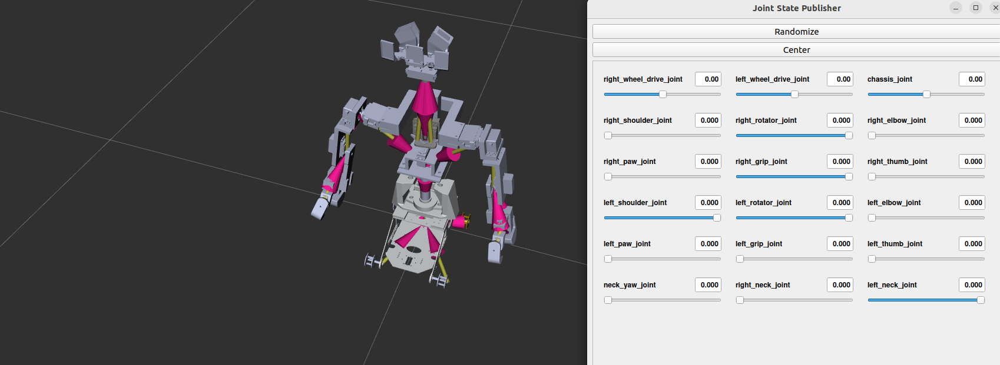 Joint State Publisher
Randomize
Center
right_wheel_drive_joint 0.00 left_wheel_drive_joint 0.00 chassis_joint 0.00
right_shoulder_joint 0.000 right_rotator_joint 0.000 right_elbow_joint 0.000
right_paw_joint 0.000 right_grip_joint 0.000 right_thumb_joint 0.000
left_shoulder_joint 0.000 left_rotator_joint 0.000 left_elbow_joint 0.000
left_paw_joint 0.000 left_grip_joint 0.000 left_thumb_joint 0.000
neck_yaw_joint 0.000 right_neck_joint 0.000 left_neck_joint 0.000